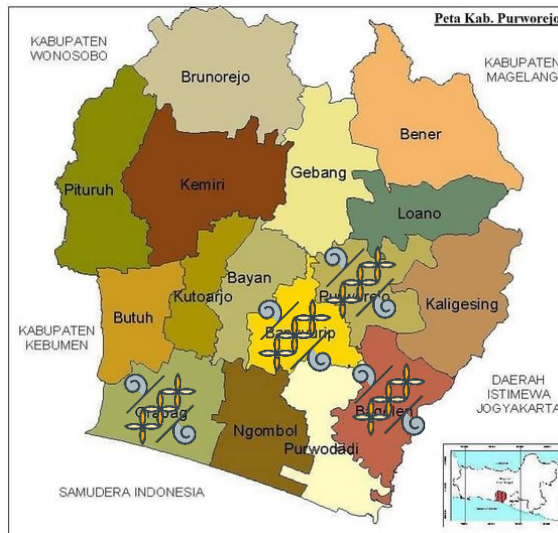 Peta Kab. Purworejo
KABUPATEN
WONOSOBO
KABUPATEN
MAGELANG
Brunorejo
Bener
Pituruh
Kemiri
Gebang
Loano
Bayan
Purworejo
Kutoarjo
Kaligesing
Butuh
Banyuurip
KABUPATEN
KEBUMEN
DAERAH
ISTIMEWA
JOGYAKARTA
Grabag
Bagelen
Ngombol
Purwodadi
SAMUDERA INDONESIA